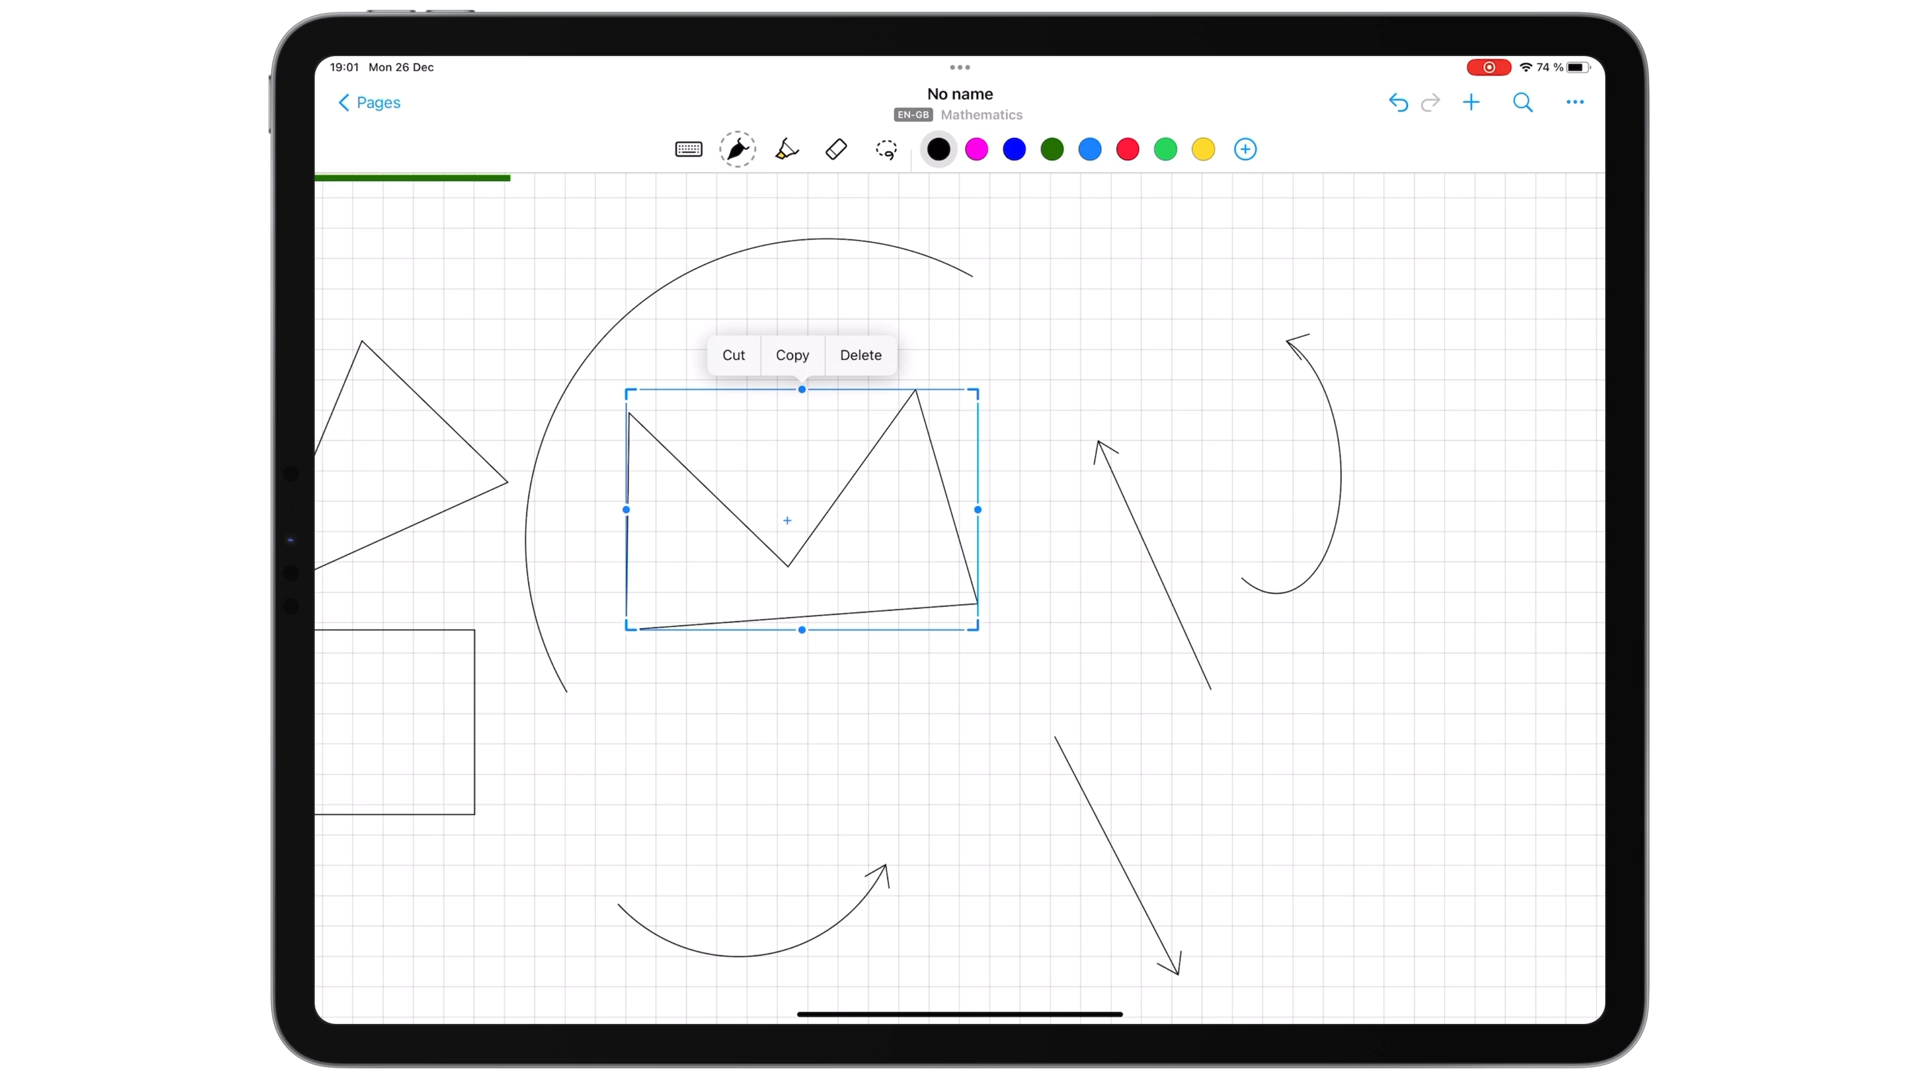 19:01 Mon 26 Dec
74 %
Pages
No name
EN-GB Mathematics
Cut Copy Delete